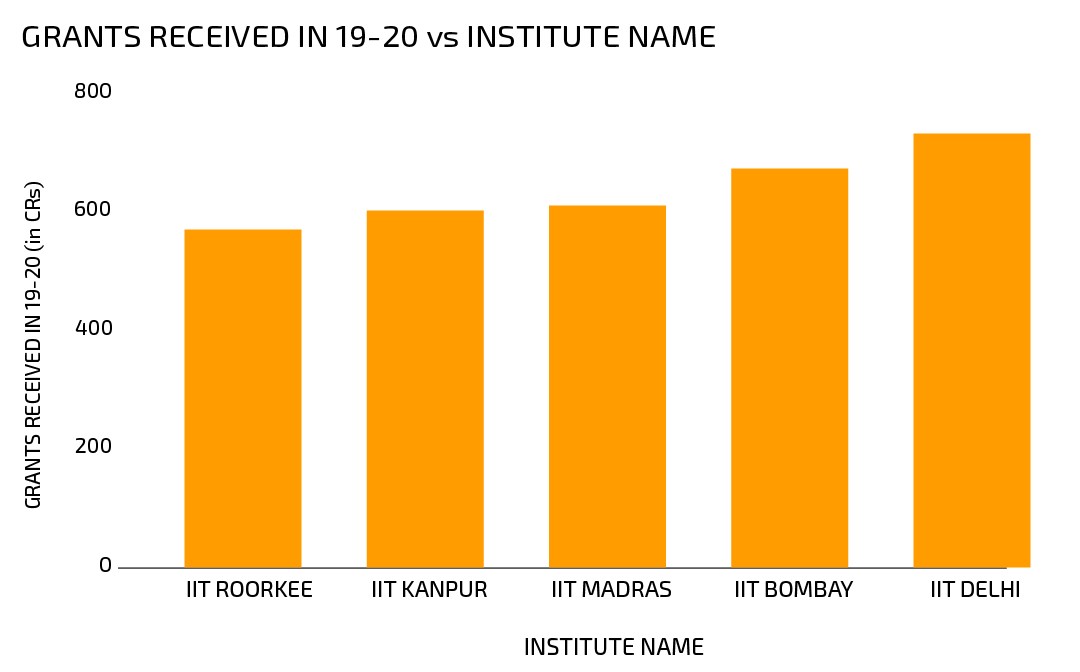 GRANTS RECEIVED IN 19-20 vs INSTITUTE NAME
800
600
400
200
0
GRANTS RECEIVED IN 19-20 (in CRs)
IIT ROORKEE
IIT KANPUR
IIT MADRAS
IIT BOMBAY
IIT DELHI
INSTITUTE NAME